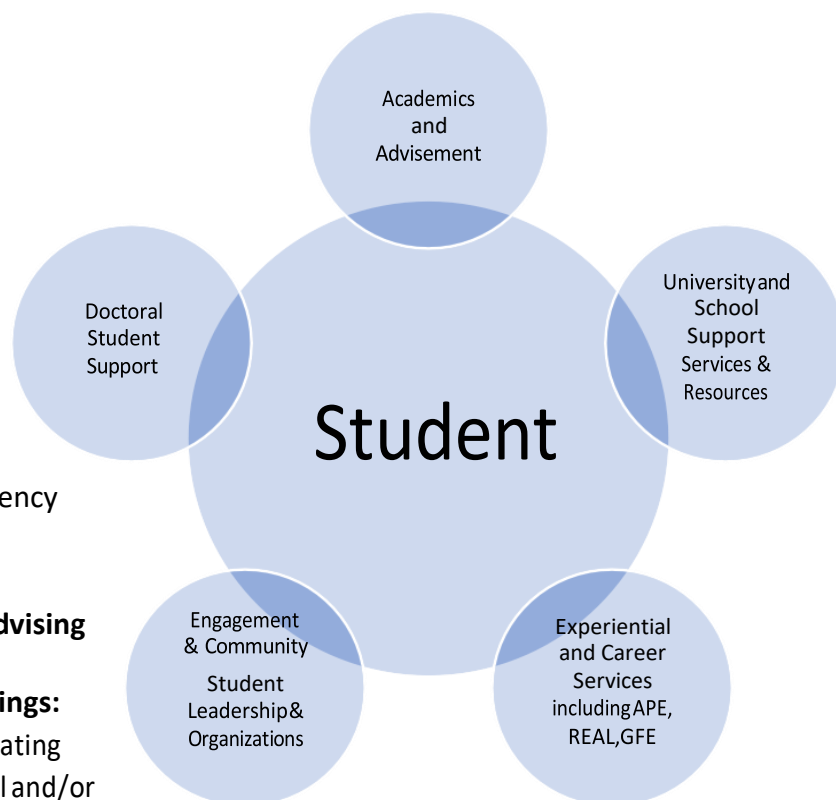 Academics
and
Advisement
University and
School
Support
Services &
Resources
Doctoral
Student
Support
Student
ency
dvising
ings:
ating
l and/or
Engagement
& Community
Student
Leadership &
Organizations
Experiential
and Career
Services
including APE,
REAL,GFE